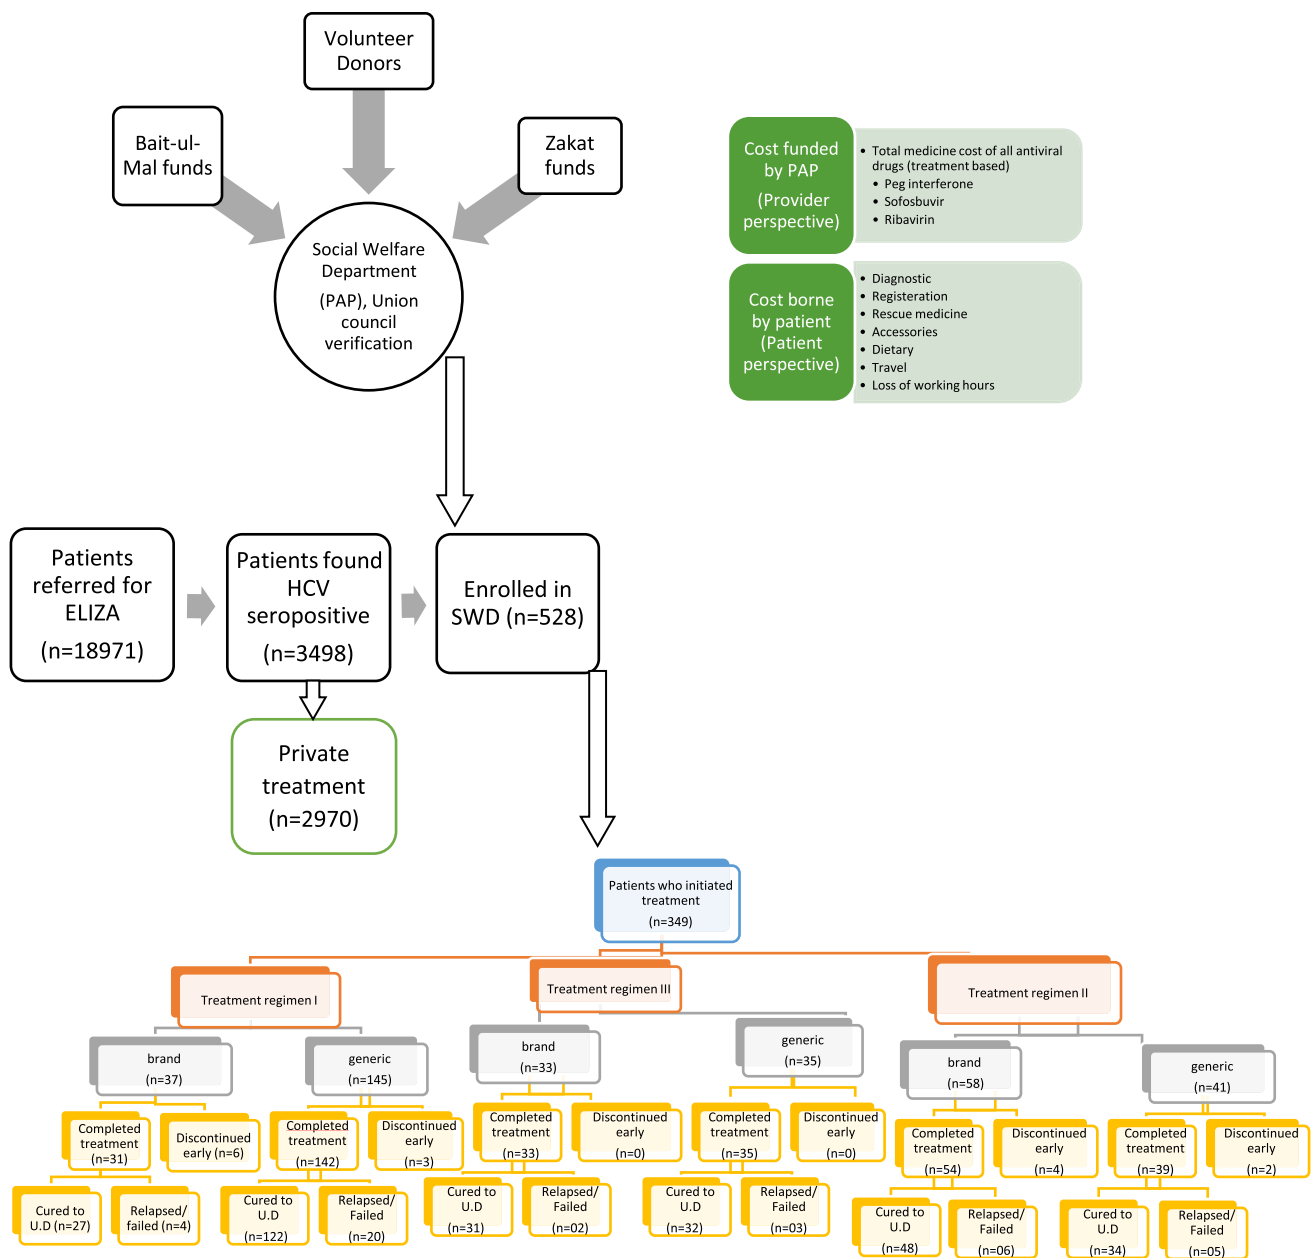 Volunteer
Donors
Bait-ul-
Mal funds
Zakat
funds
Social Welfare
Department
(PAP), Union
council
verification
Cost funded
by PAP
(Provider
perspective)
• Total medicine cost of all antiviral
drugs (treatment based)
• Peg interferone
• Sofosbuvir
• Ribavirin
Cost borne
by patient
(Patient
perspective)
• Diagnostic
• Registeration
• Rescue medicine
• Accessories
• Dietary
• Travel
• Loss of working hours
Patients
referred for
ELIZA
(n=18971)
Patients found
HCV
seropositive
(n=3498)
Enrolled in
SWD (n=528)
Private
treatment
(n=2970)
Patients who initiated
treatment
(n=349)
Treatment regimen I
Treatment regimen III
Treatment regimen II
brand
(n=37)
generic
(n=145)
brand
(n=33)
generic
(n=35)
brand
(n=58)
generic
(n=41)
Completed
treatment
(n=31)
Discontinued
early (n=6)
Completed
treatment
(n=142)
Discontinued
early
(n=3)
Completed
treatment
(n=33)
Discontinued
early
(n=0)
Completed
treatment
(n=35)
Discontinued
early
(n=0)
Completed
treatment
(n=54)
Discontinued
early
(n=4)
Completed
treatment
(n=39)
Discontinued
early
(n=2)
Cured to
U.D (n=27)
Relapsed/
failed (n=4)
Cured to
U.D
(n=122)
Relapsed/
Failed
(n=20)
Cured to
U.D
(n=31)
Relapsed/
Failed
(n=02)
Cured to
U.D
(n=32)
Relapsed/
Failed
(n=03)
Cured to
U.D
(n=48)
Relapsed/
Failed
(n=06)
Cured to
U.D
(n=34)
Relapsed/
Failed
(n=05)